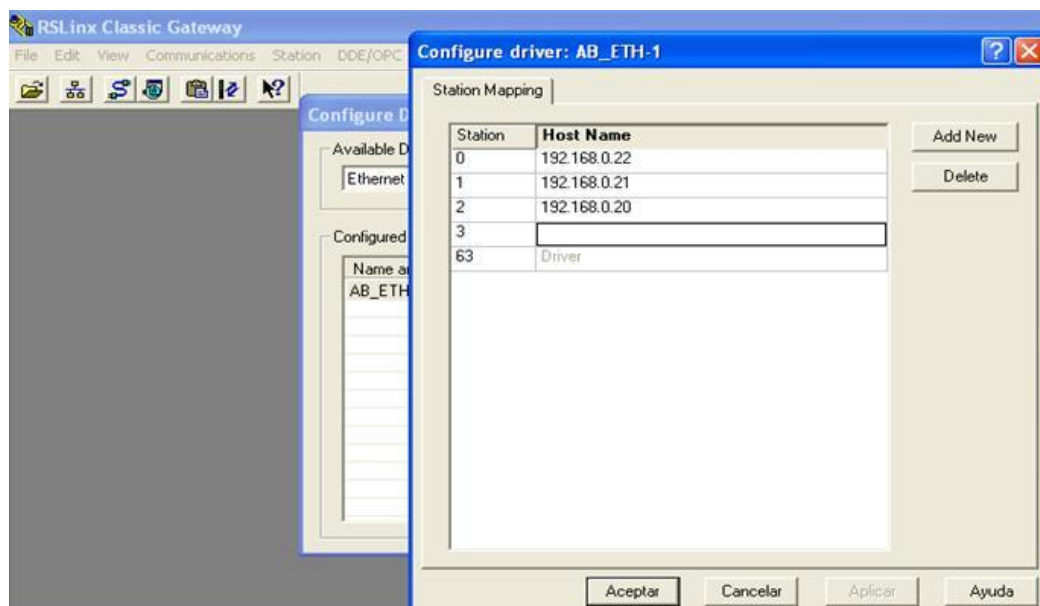 RSLinx Classic Gateway
File Edit View Communications Station DDE/OPC
Configure D
Available D
Ethernet
Configured
Name a
AB_ETH
Configure driver: AB_ETH-1
Station Mapping
Station Host Name
0 192.168.0.22
1 192.168.0.21
2 192.168.0.20
3
63 Driver
Add New
Delete
Aceptar Cancelar Aplicar Ayuda